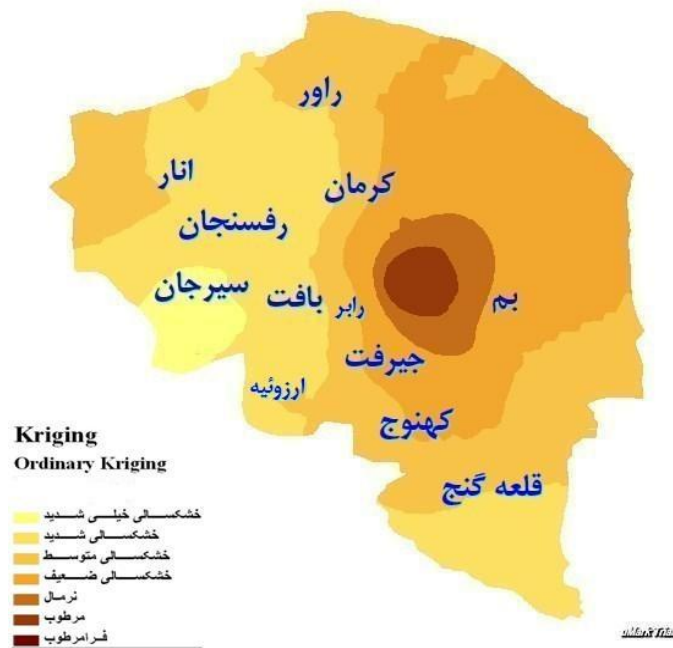 راور
انار
کرمان
رفسنجان
سیرجان
بافت
رابر
بم
جیرفت
ارزوئیه
کهنوج
قلعه گنج
Kriging
Ordinary Kriging
خشکسالی خیلی شدید
خشکسالی شدید
خشکسالی متوسط
خشکسالی ضعیف
نرمال
مرطوب
فرامرطوب